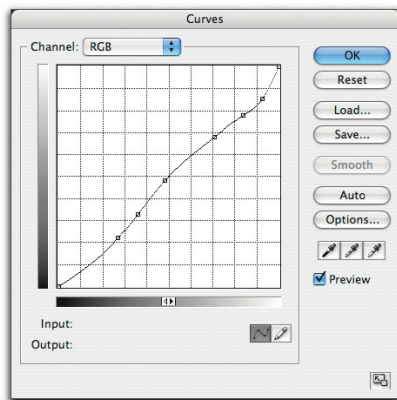 Curves
Channel: RGB
OK
Reset
Load...
Save...
Smooth
Auto
Options...
Preview
Input:
Output: